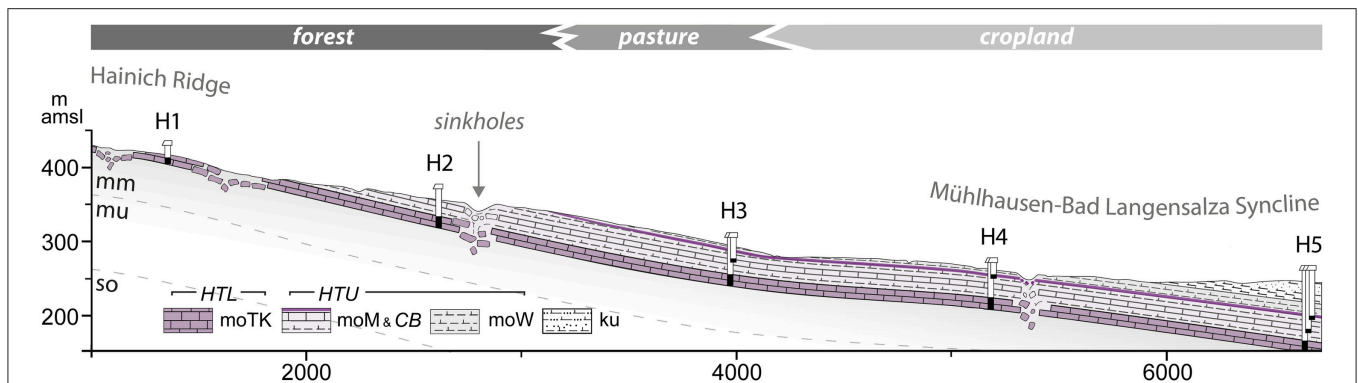 forest pasture cropland
Hainich Ridge
m
amsl
H1
sinkholes
H2
400
mm
mu
Mühlhausen-Bad Langensalza Syncline
H3
300
H4
H5
so
HTL HTU
moTK moM & CB moW ku
200
2000 4000 6000